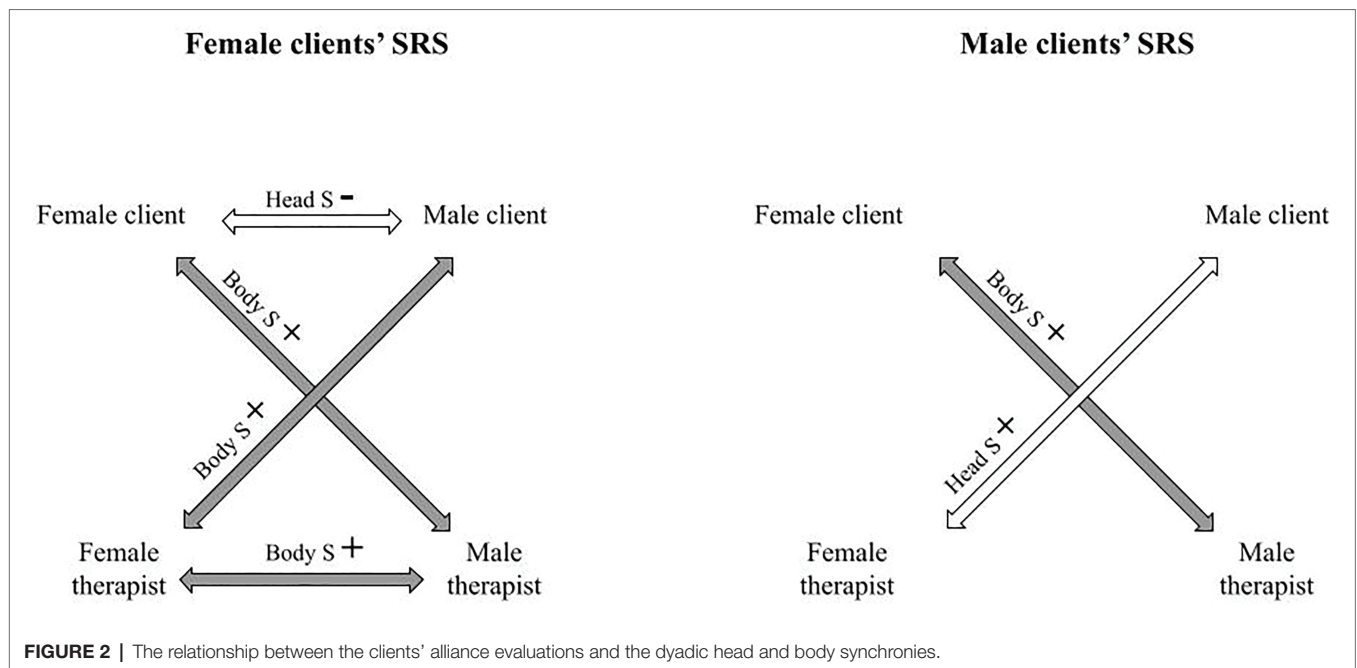 Female clients’ SRS
Head S -
Female client
Male client
Body S +
Body S +
Female
therapist
Body S +
Male
therapist
Male clients’ SRS
Female client
Male client
Body S +
Head S +
Female
therapist
Male
therapist
FIGURE 2 | The relationship between the clients’ alliance evaluations and the dyadic head and body synchronies.